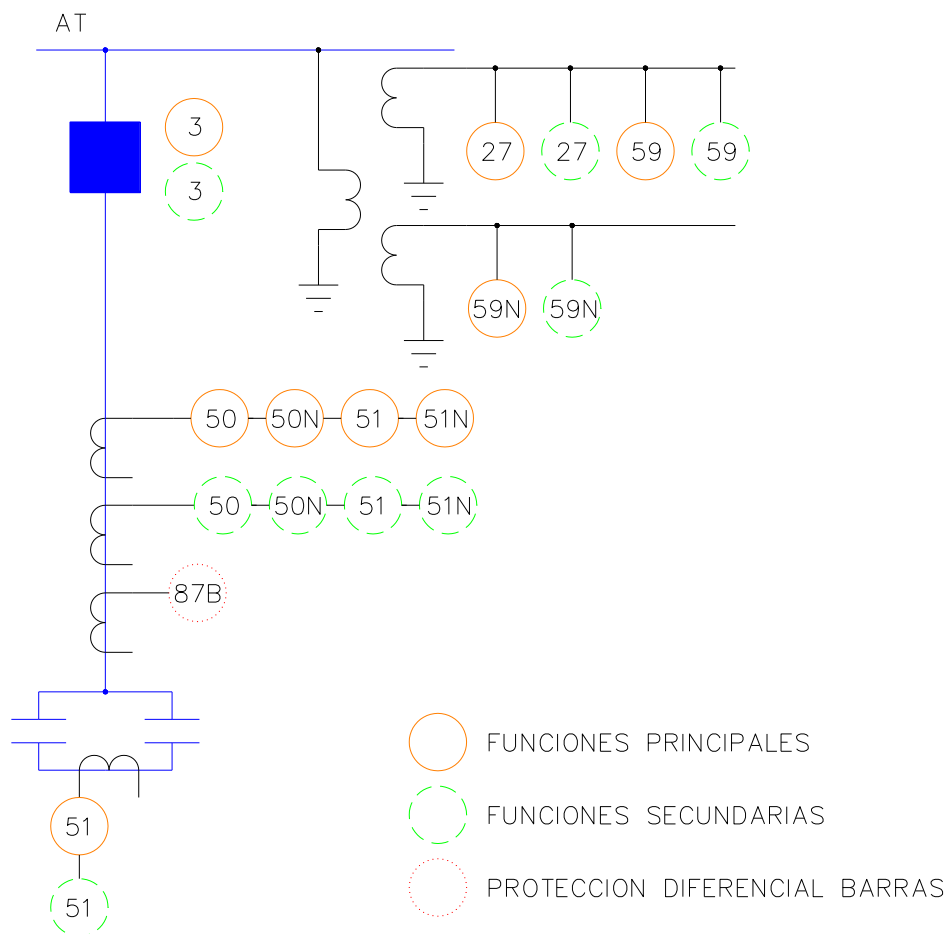 AT
3
3
27 27 59 59
59N 59N
50 50N 51 51N
50 50N 51 51N
87B
FUNCIONES PRINCIPALES
51
FUNCIONES SECUNDARIAS
51
PROTECCION DIFERENCIAL BARRAS